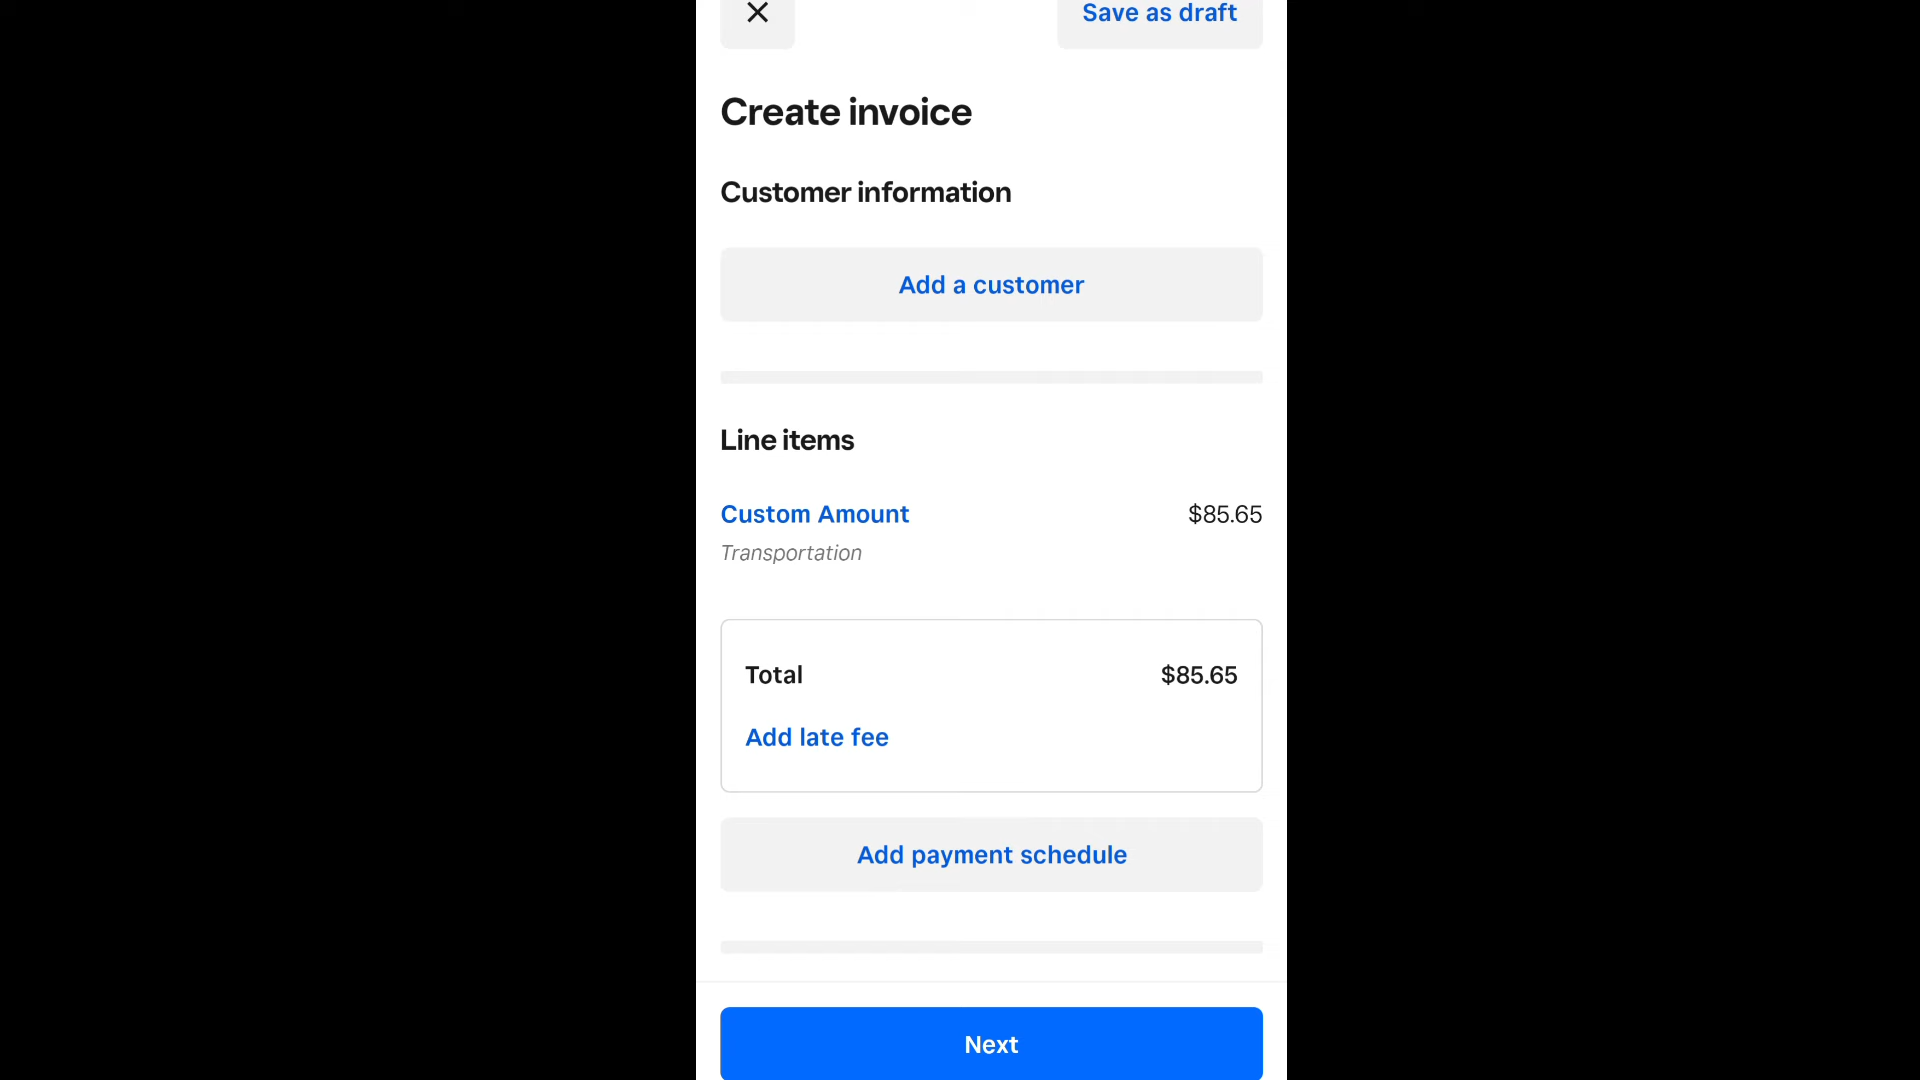 Save as draft
Create invoice
Customer information
Add a customer
Line items
Custom Amount $85.65
Transportation
Total $85.65
Add late fee
Add payment schedule
Next